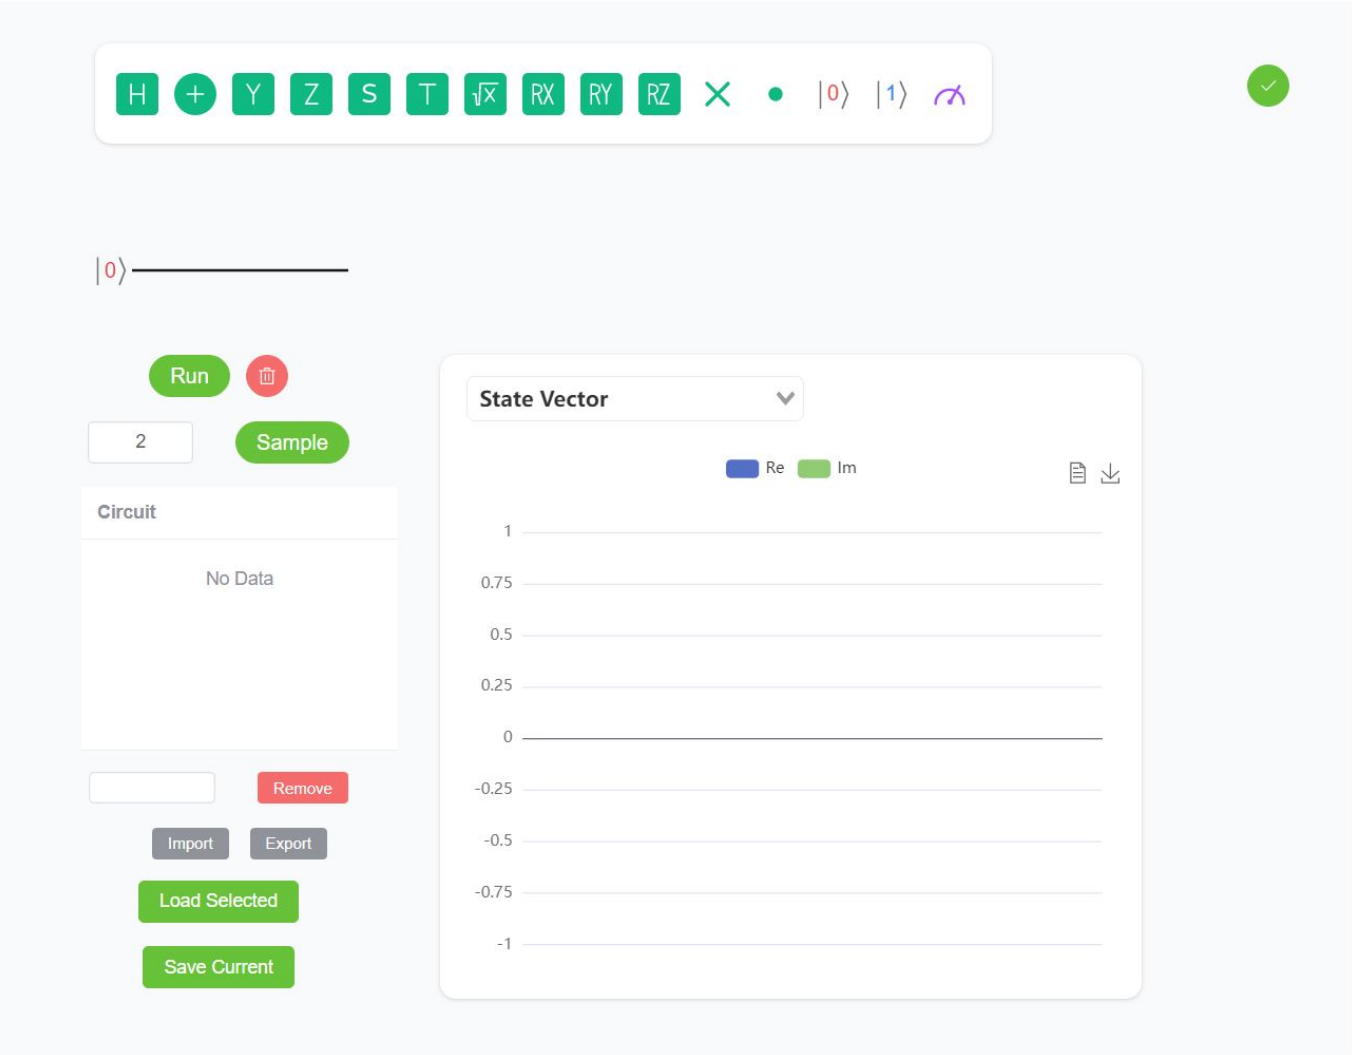 H + Y Z S T √X RX RY RZ × • |0⟩ |1⟩
|0⟩
Run
2 Sample
Circuit
No Data
Remove
Import Export
Load Selected
Save Current
State Vector
Re Im
1
0.75
0.5
0.25
0
-0.25
-0.5
-0.75
-1